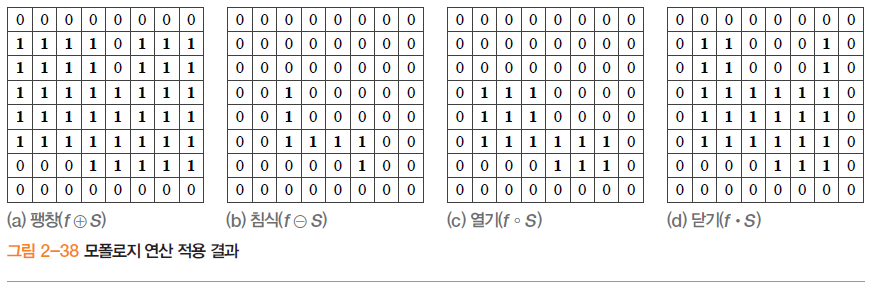 0 0 0 0 0 0 0 0 0 0 0 0 0 0 0 0 0 0 0 0 0 0 0 0 0 0 0 0 0 0 0 0
1 1 1 1 0 1 1 1 0 0 0 0 0 0 0 0 0 0 0 0 0 0 0 0 0 1 1 0 0 0 1 0
1 1 1 1 0 1 1 1 0 0 0 0 0 0 0 0 0 0 0 0 0 0 0 0 0 1 1 0 0 0 1 0
1 1 1 1 1 1 1 1 0 0 1 0 0 0 0 0 0 1 1 1 0 0 0 0 0 1 1 1 1 1 1 0
1 1 1 1 1 1 1 1 0 0 1 0 0 0 0 0 0 1 1 1 0 0 0 0 0 1 1 1 1 1 1 0
1 1 1 1 1 1 1 1 0 0 1 1 1 1 0 0 0 1 1 1 1 1 1 0 0 1 1 1 1 1 1 0
0 0 0 1 1 1 1 1 0 0 0 0 0 1 0 0 0 0 0 0 1 1 1 0 0 0 0 0 1 1 1 0
0 0 0 0 0 0 0 0 0 0 0 0 0 0 0 0 0 0 0 0 0 0 0 0 0 0 0 0 0 0 0 0
(a) 팽창(f ⊕ S) (b) 침식(f ⊖ S) (c) 열기(f ∘ S) (d) 닫기(f • S)
그림 2-38 모폴로지 연산 적용 결과